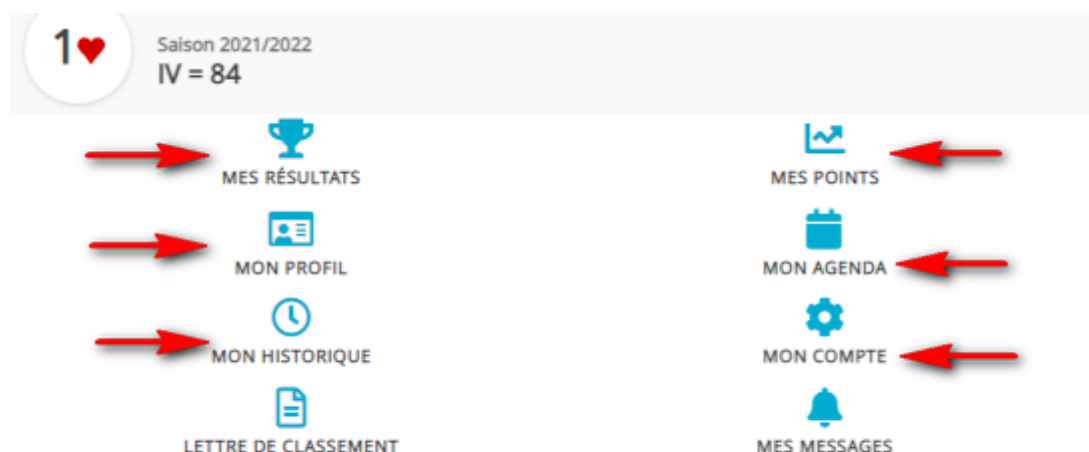 1♥
Saison 2021/2022
IV = 84
MES RÉSULTATS
MES POINTS
MON PROFIL
MON AGENDA
MON HISTORIQUE
MON COMPTE
LETTRE DE CLASSEMENT
MES MESSAGES